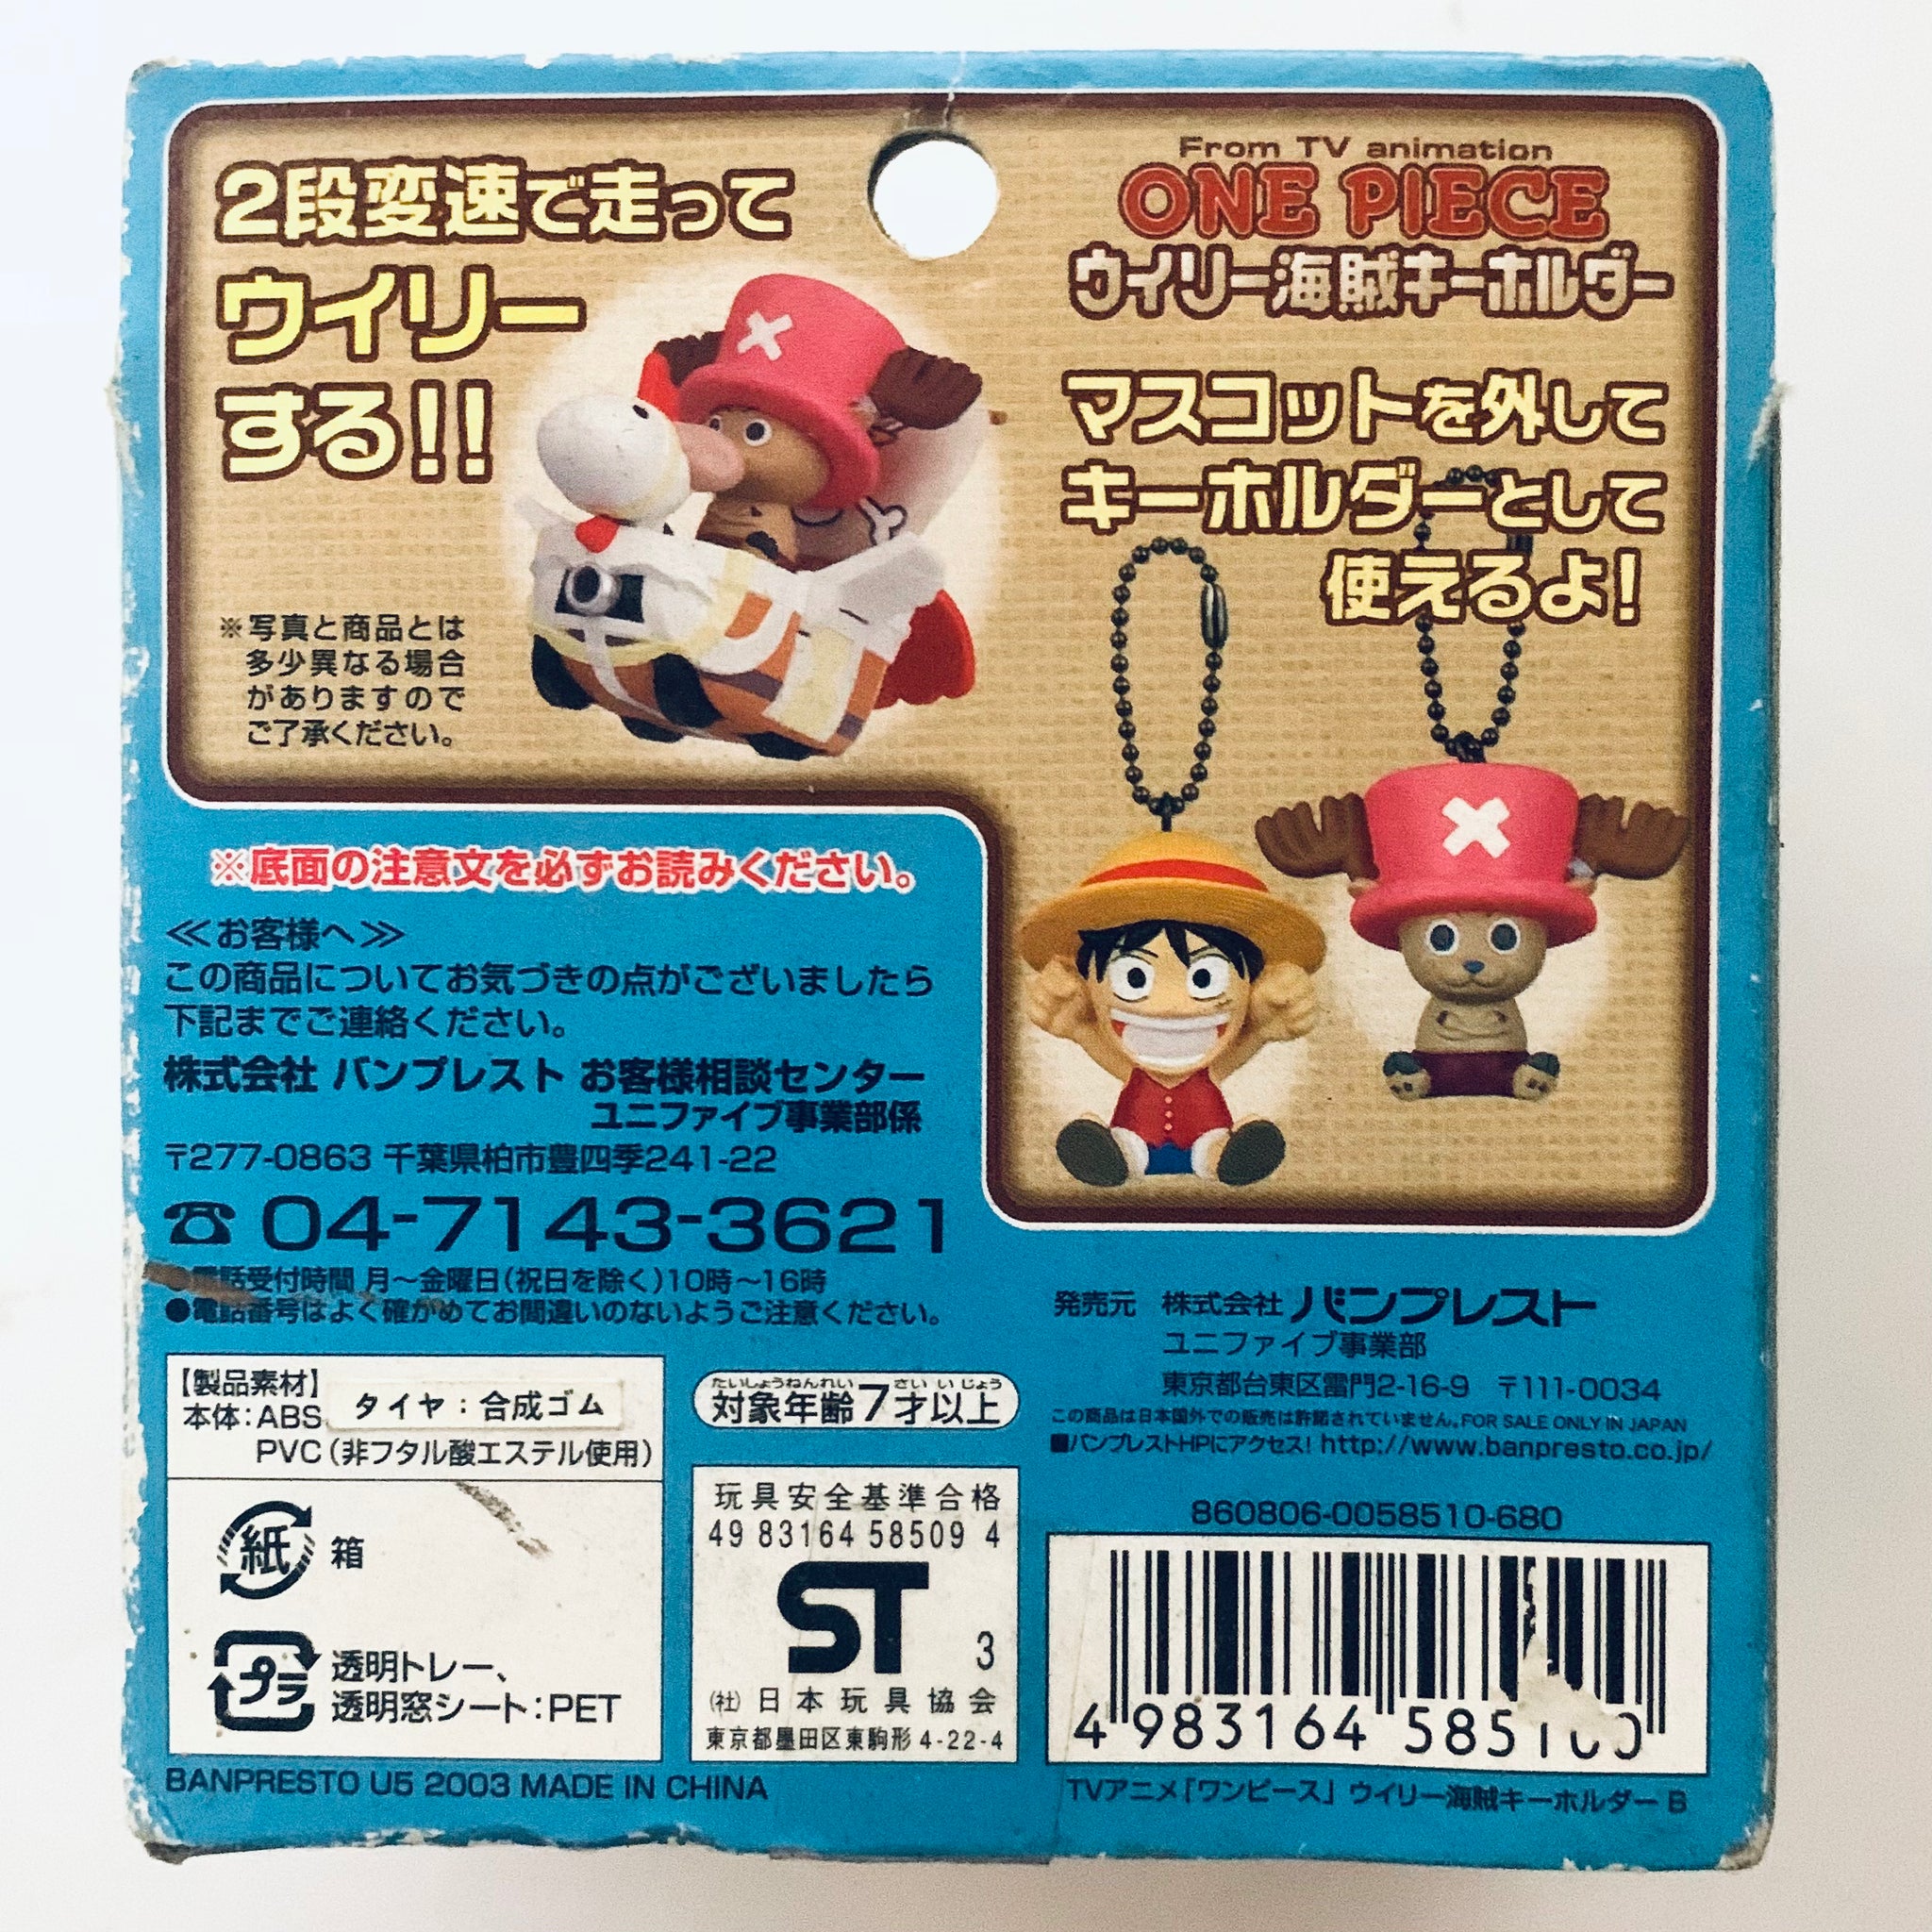 2段変速で走って
ウイリー
する!!
※写真と商品とは
多少異なる場合
がありますので
ご了承ください。
From TV animation
ONE PIECE
ウイリー海賊キーホルダー
マスコットを外して
キーホルダーとして
使えるよ!
※底面の注意文を必ずお読みください。
≪お客様へ≫
この商品についてお気づきの点がございましたら
下記までご連絡ください。
株式会社 バンプレスト お客様相談センター
ユニファイブ事業部係
〒277-0863 千葉県柏市豊四季241-22
☎04-7143-3621
●電話受付時間 月~金曜日(祝日を除く)10時~16時
●電話番号はよく確かめてお間違いのないようご注意ください。
【製品素材】
本体:ABS タイヤ:合成ゴム
PVC(非フタル酸エステル使用)
紙 箱
プラ 透明トレー、
透明窓シート:PET
たいしょうねんれい さい いじょう
対象年齢7才以上
玩具安全基準合格
49 83164 58509 4
ST 3
(社)日本玩具協会
東京都墨田区東駒形4-22-4
発売元 株式会社 バンプレスト
ユニファイブ事業部
東京都台東区雷門2-16-9 〒111-0034
この商品は日本国外での販売は許諾されていません。FOR SALE ONLY IN JAPAN
■バンプレストHPにアクセス! http://www.banpresto.co.jp/
860806-0058510-680
4 983164 585100
BANPRESTO U5 2003 MADE IN CHINA
TVアニメ「ワンピース」 ウイリー海賊キーホルダー B